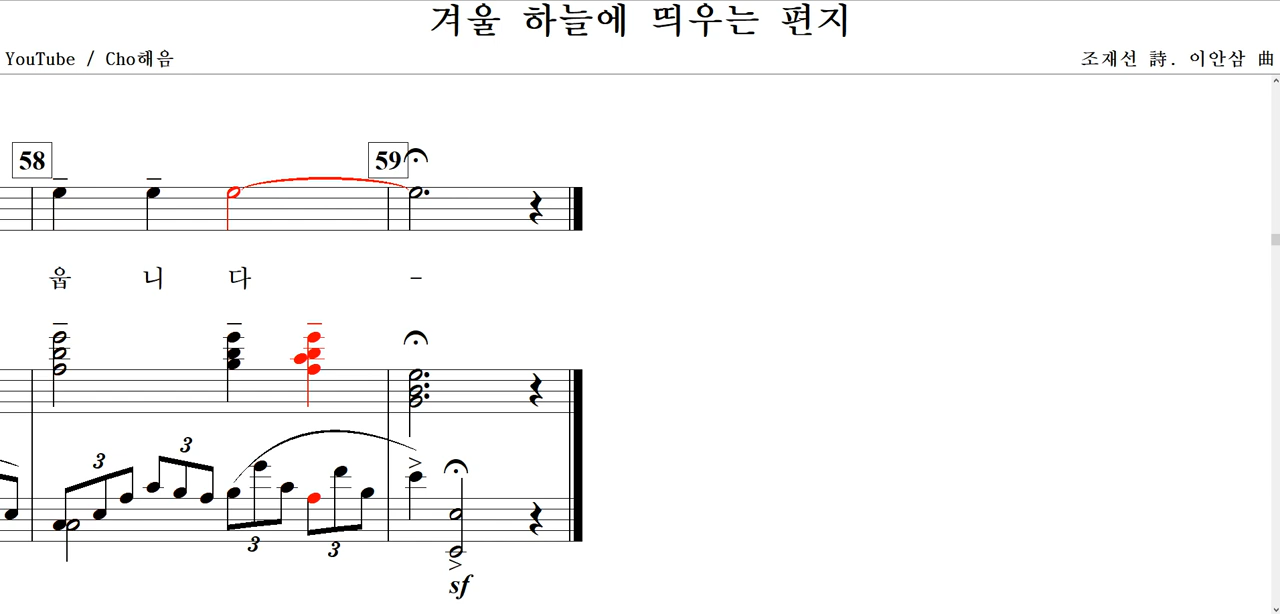 겨울 하늘에 띄우는 편지
YouTube / Cho해음
조재선 詩. 이안삼 曲
58 59
웁 니 다 -
3 3
3 3
sf